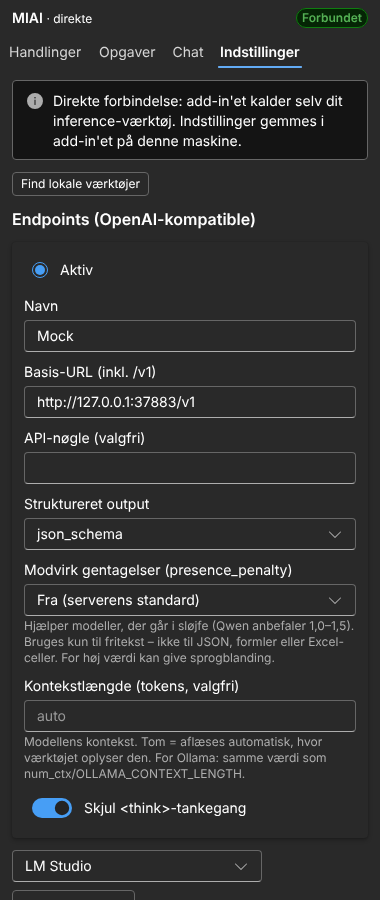 MIAI · direkte
Forbundet
Handlinger Opgaver Chat Indstillinger
Direkte forbindelse: add-in'et kalder selv dit
inference-værktøj. Indstillinger gemmes i
add-in'et på denne maskine.
Find lokale værktøjer
Endpoints (OpenAI-kompatible)
Aktiv
Navn
Mock
Basis-URL (inkl. /v1)
http://127.0.0.1:37883/v1
API-nøgle (valgfri)
Struktureret output
json_schema
Modvirk gentagelser (presence_penalty)
Fra (serverens standard)
Hjælper modeller, der går i sløjfe (Qwen anbefaler 1,0–1,5).
Bruges kun til fritekst – ikke til JSON, formler eller Excel-
celler. For høj værdi kan give sprogblanding.
Kontekstlængde (tokens, valgfri)
auto
Modellens kontekst. Tom = aflæses automatisk, hvor
værktøjet oplyser den. For Ollama: samme værdi som
num_ctx/OLLAMA_CONTEXT_LENGTH.
Skjul <think>-tankegang
LM Studio